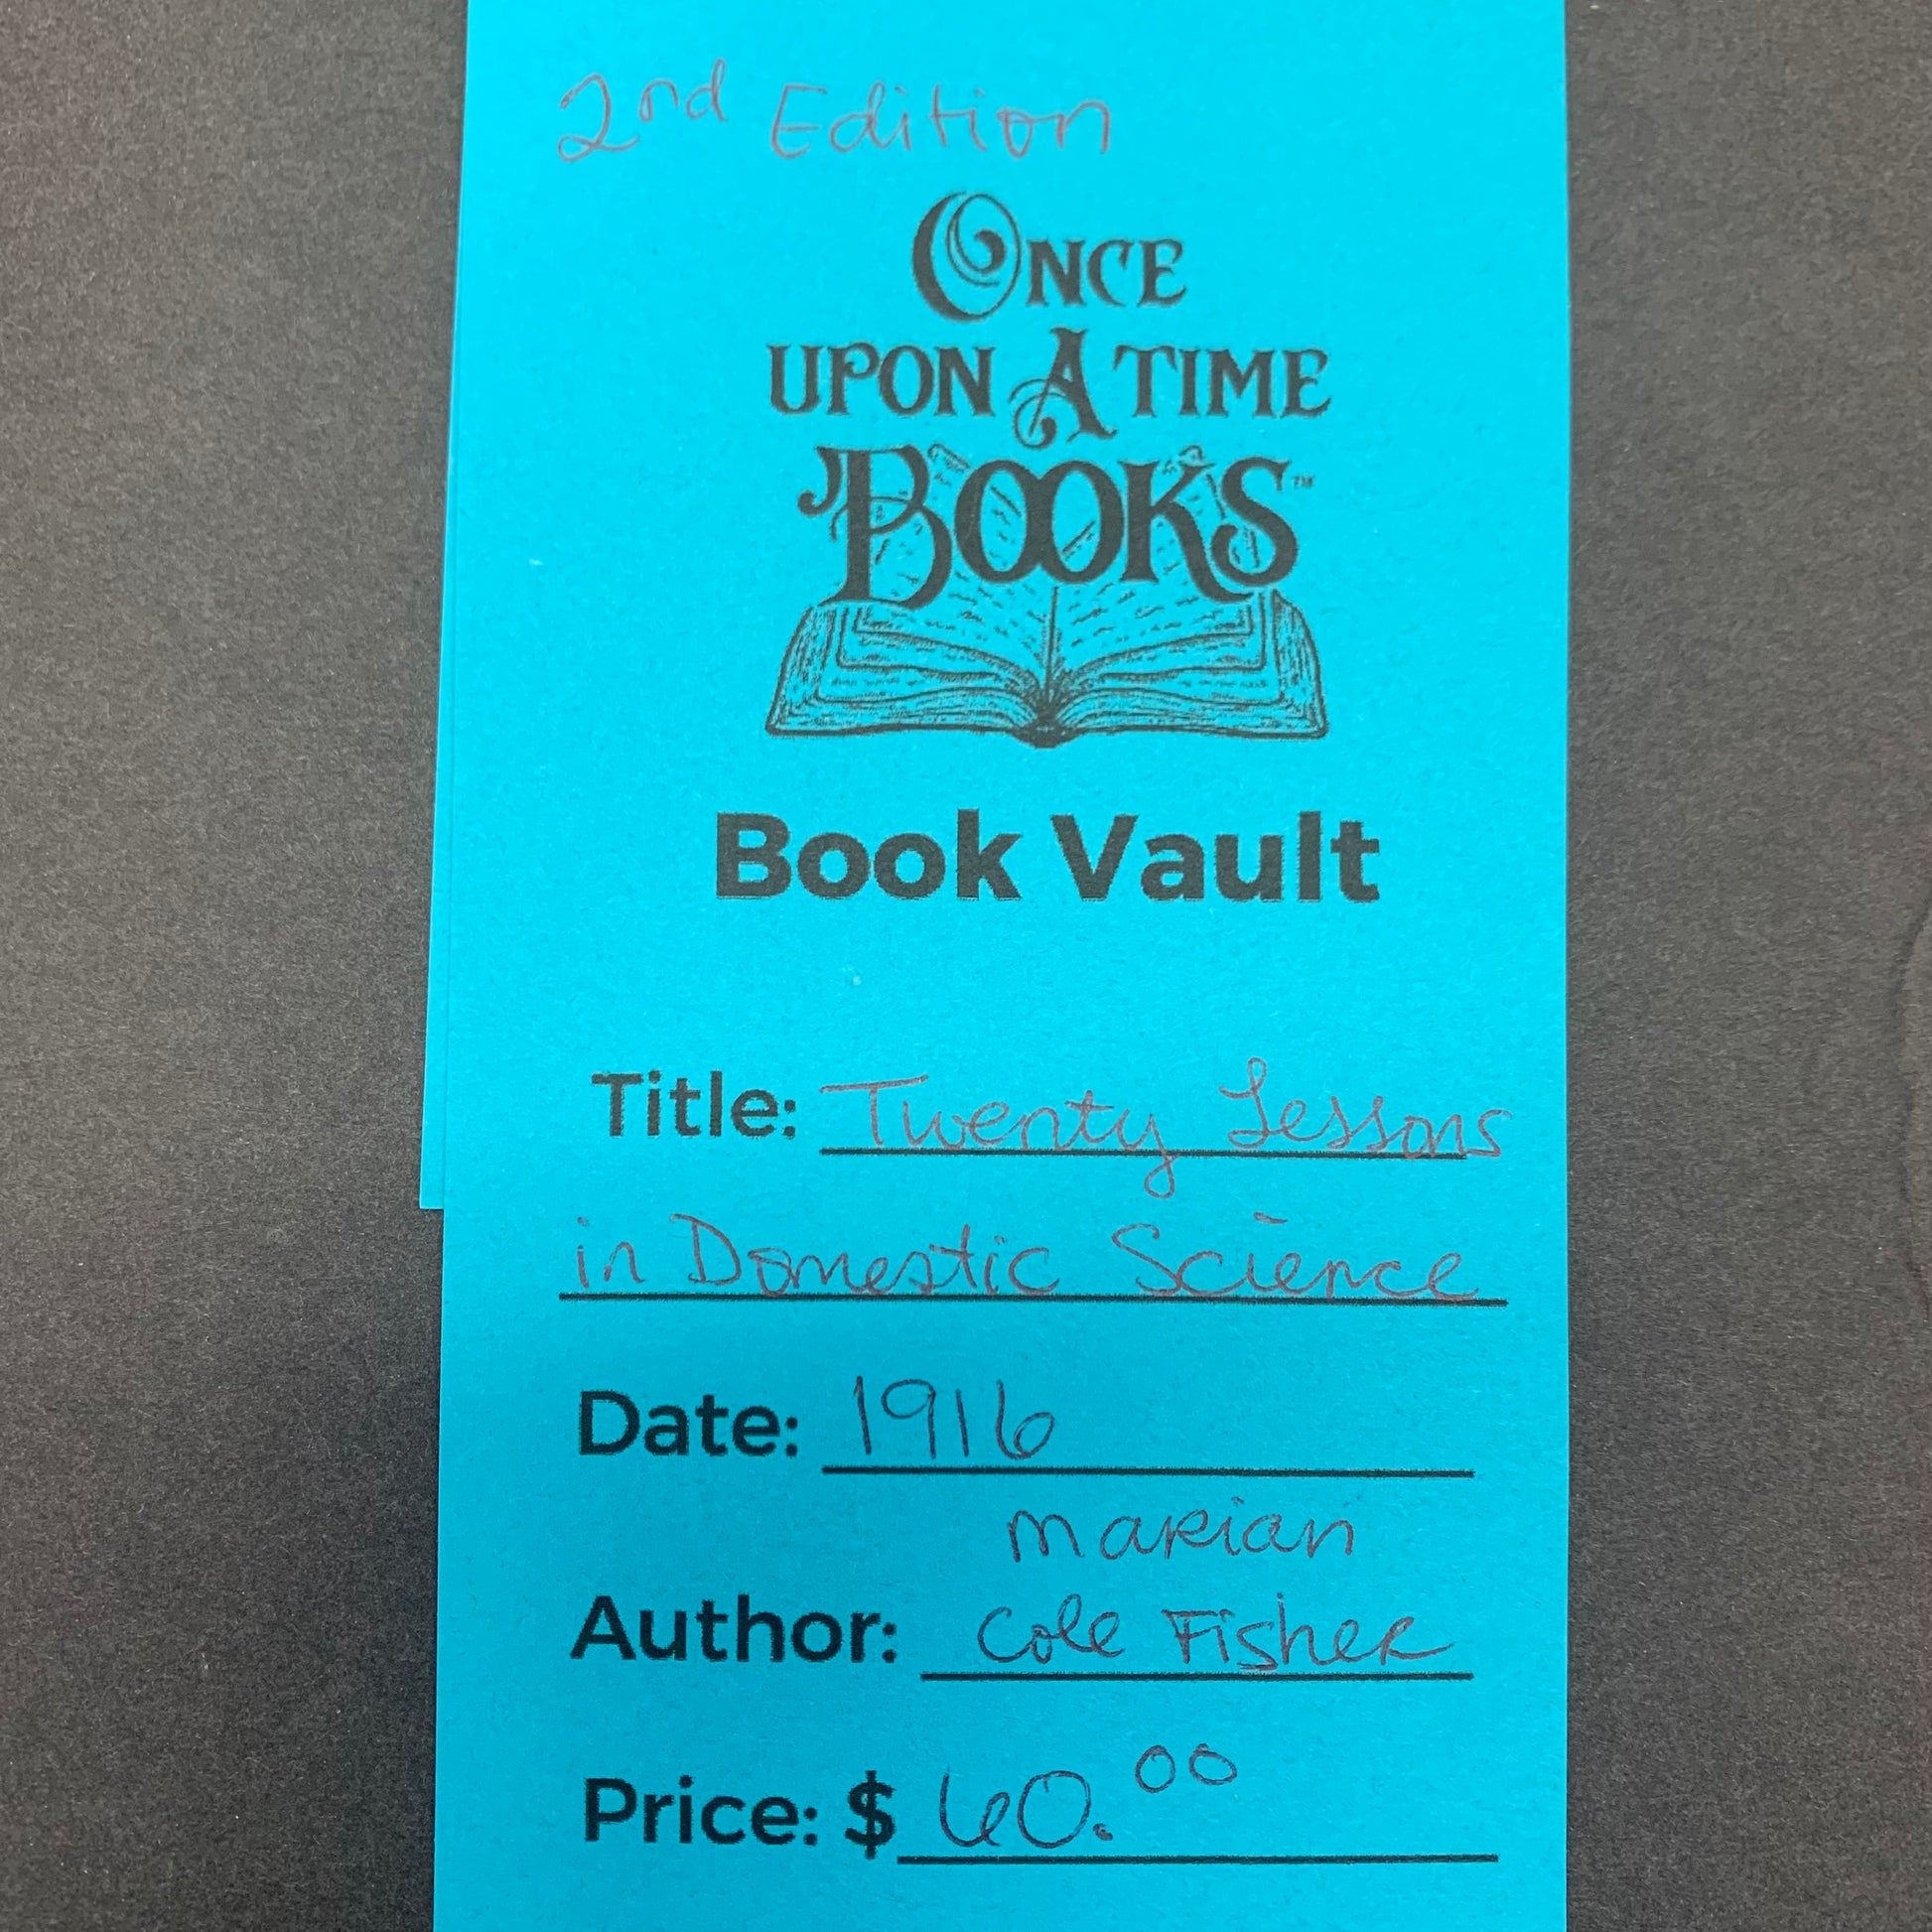 2nd Edition
ONCE
UPON A TIME
BOOKS™
Book Vault
Title: Twenty Lessons
in Domestic Science
Date: 1916
Marian
Author: Cole Fisher
Price: $ 60.00